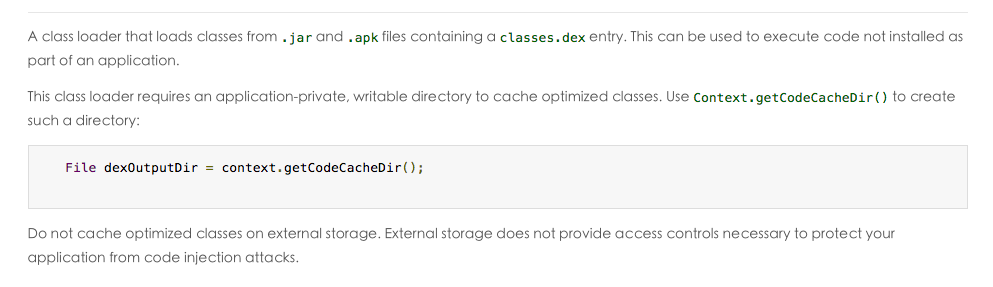 A class loader that loads classes from .jar and .apk files containing a classes.dex entry. This can be used to execute code not installed as
part of an application.
This class loader requires an application-private, writable directory to cache optimized classes. Use Context.getCodeCacheDir() to create
such a directory:
File dexOutputDir = context.getCodeCacheDir();
Do not cache optimized classes on external storage. External storage does not provide access controls necessary to protect your
application from code injection attacks.